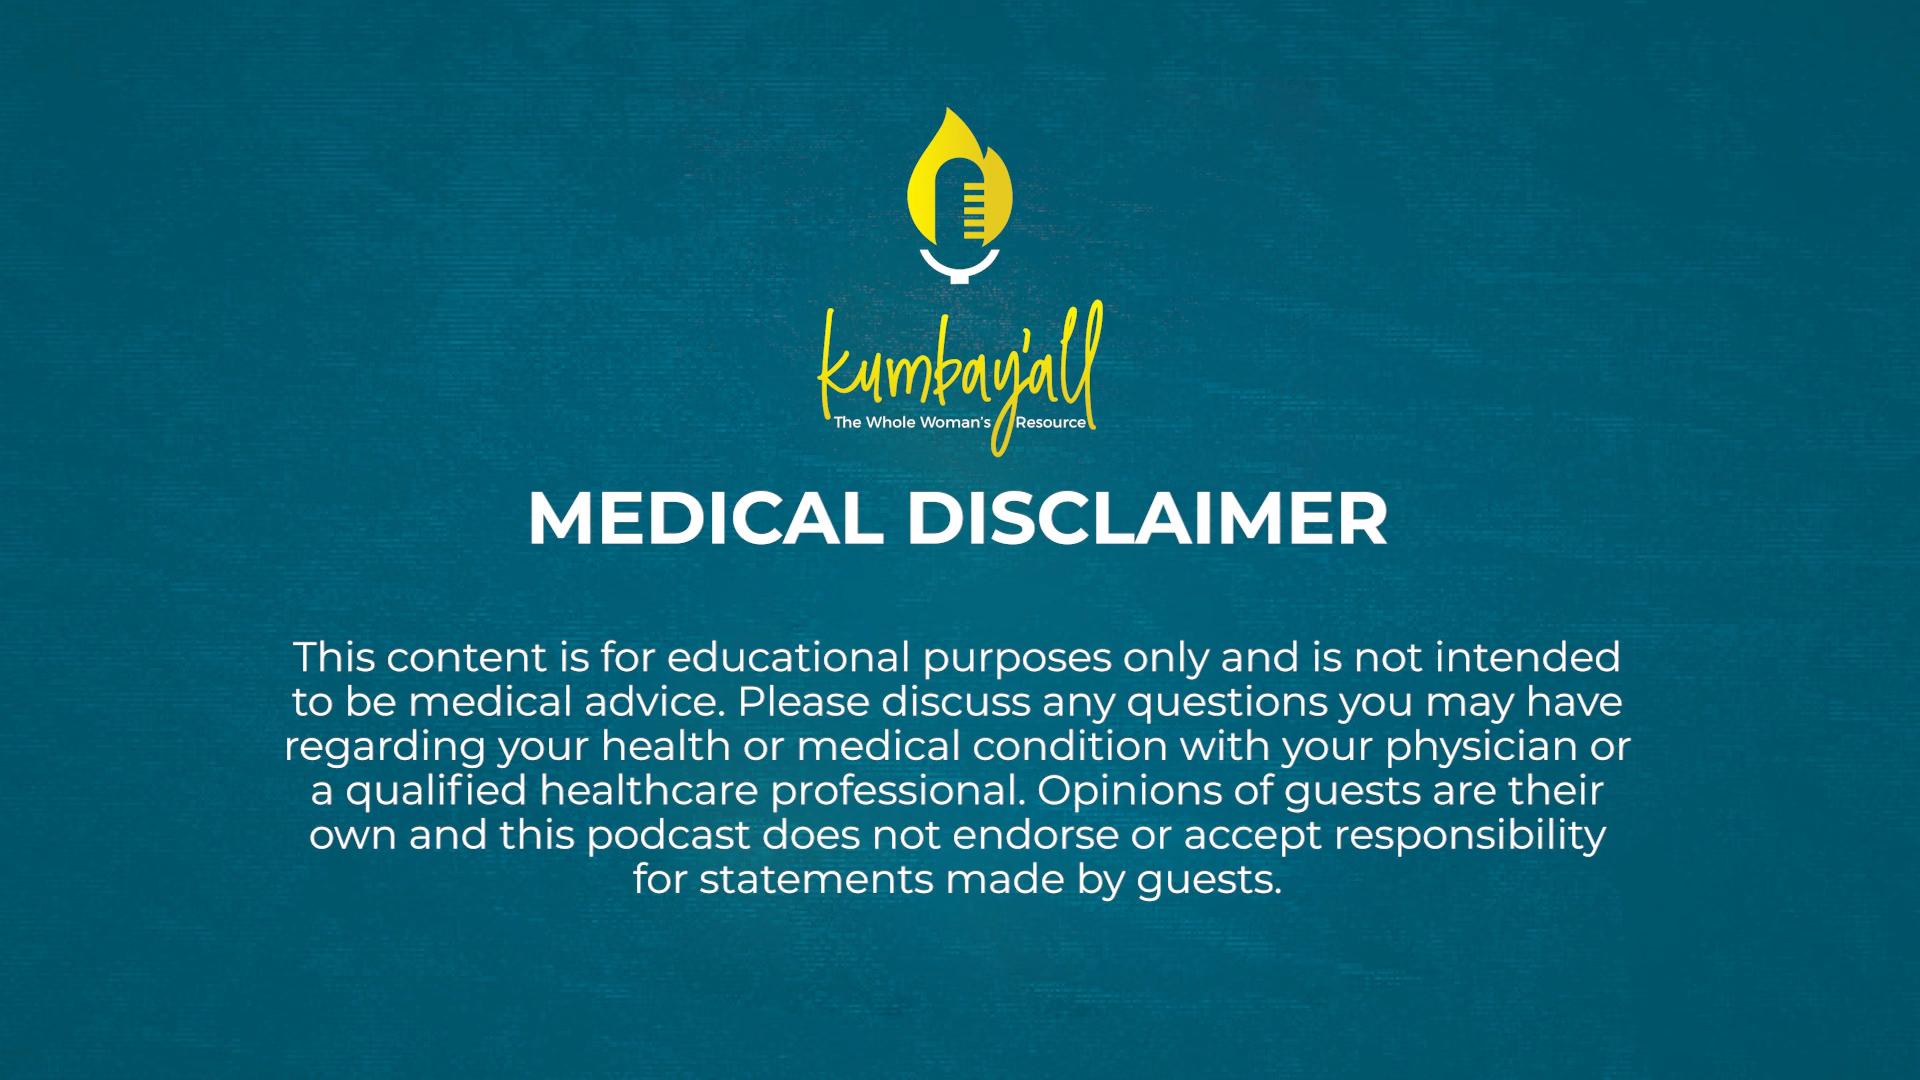 kumbay'all
The Whole Woman's Resource
MEDICAL DISCLAIMER
This content is for educational purposes only and is not intended
to be medical advice. Please discuss any questions you may have
regarding your health or medical condition with your physician or
a qualified healthcare professional. Opinions of guests are their
own and this podcast does not endorse or accept responsibility
for statements made by guests.